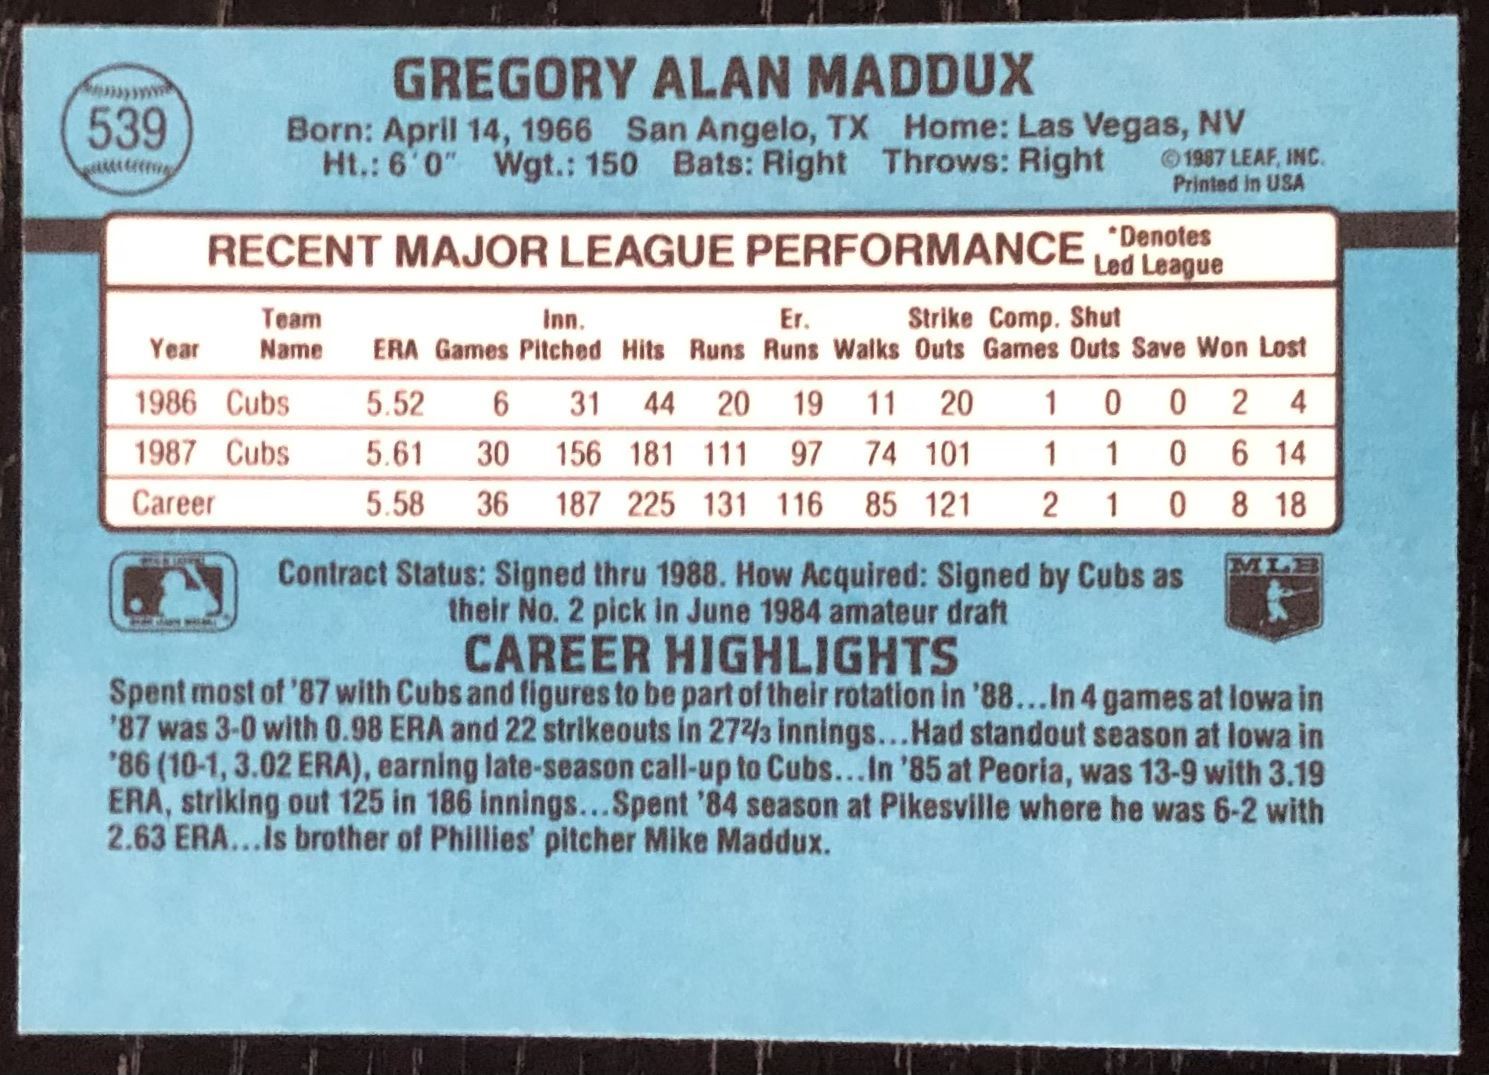 539
GREGORY ALAN MADDUX
Born: April 14, 1966 San Angelo, TX Home: Las Vegas, NV
Ht.: 6'0" Wgt.: 150 Bats: Right Throws: Right
©1987 LEAF, INC.
Printed in USA
RECENT MAJOR LEAGUE PERFORMANCE
*Denotes
Led League
Year Team Name ERA Games Inn. Pitched Hits Runs Er. Runs Walks Strike Outs Comp. Games Shut Outs Save Won Lost
1986 Cubs 5.52 6 31 44 20 19 11 20 1 0 0 2 4
1987 Cubs 5.61 30 156 181 111 97 74 101 1 1 0 6 14
Career 5.58 36 187 225 131 116 85 121 2 1 0 8 18
Contract Status: Signed thru 1988. How Acquired: Signed by Cubs as
their No. 2 pick in June 1984 amateur draft
MLB
CAREER HIGHLIGHTS
Spent most of '87 with Cubs and figures to be part of their rotation in '88...In 4 games at Iowa in
'87 was 3-0 with 0.98 ERA and 22 strikeouts in 27⅔ innings...Had standout season at Iowa in
'86 (10-1, 3.02 ERA), earning late-season call-up to Cubs...In '85 at Peoria, was 13-9 with 3.19
ERA, striking out 125 in 186 innings...Spent '84 season at Pikesville where he was 6-2 with
2.63 ERA...Is brother of Phillies' pitcher Mike Maddux.